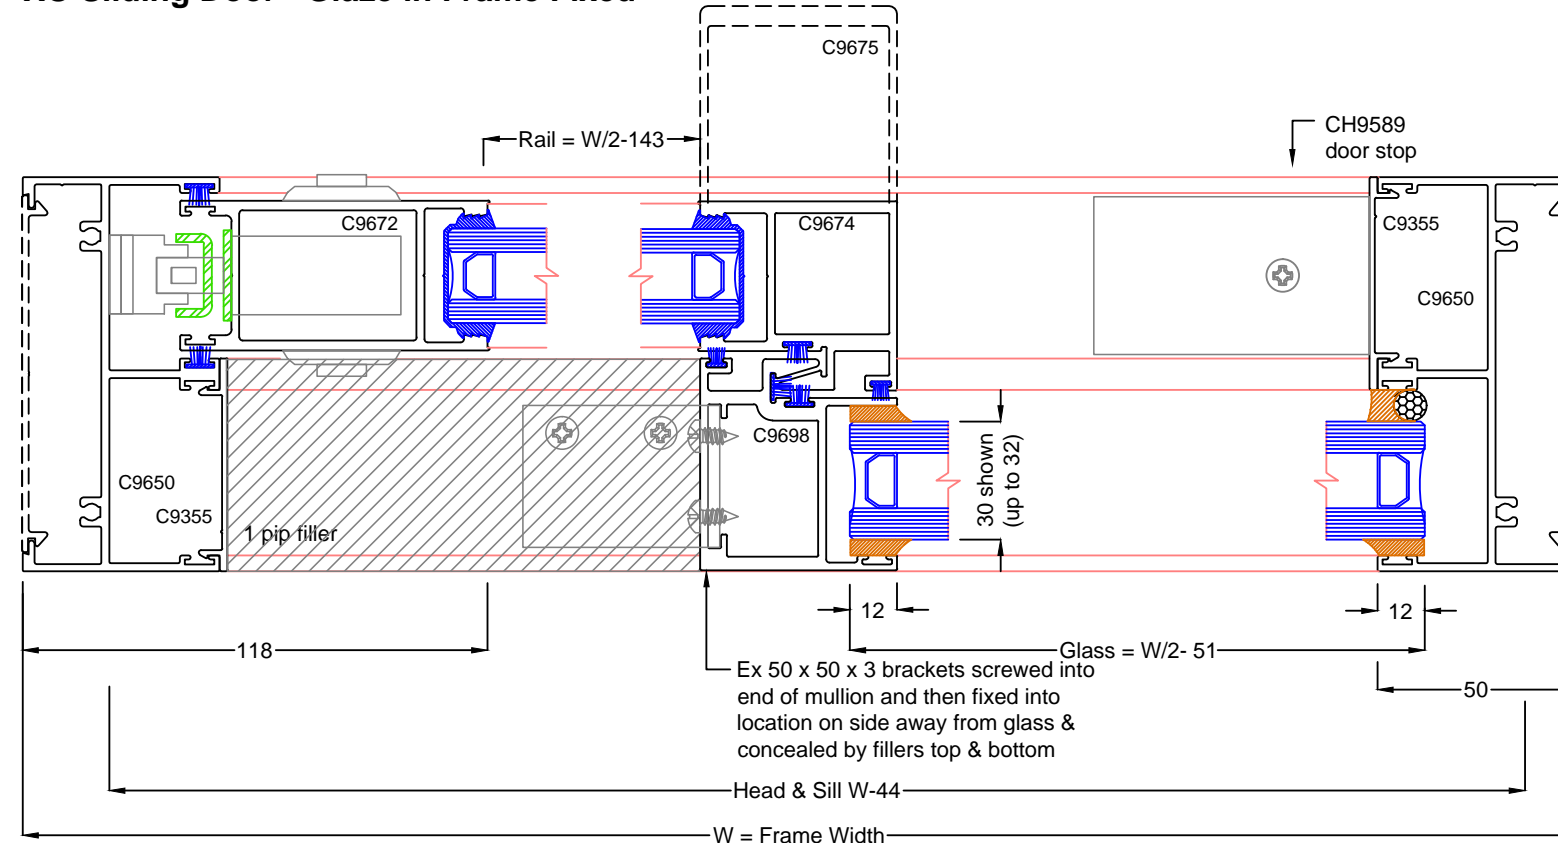 C9675
Rail = W/2-143
CH9589
door stop
C9672
C9674
C9355
C9650
C9698
30 shown
(up to 32)
C9650
C9355
1 pip filler
12
12
118
Glass = W/2- 51
Ex 50 x 50 x 3 brackets screwed into
end of mullion and then fixed into
location on side away from glass &
concealed by fillers top & bottom
50
Head & Sill W-44
W = Frame Width